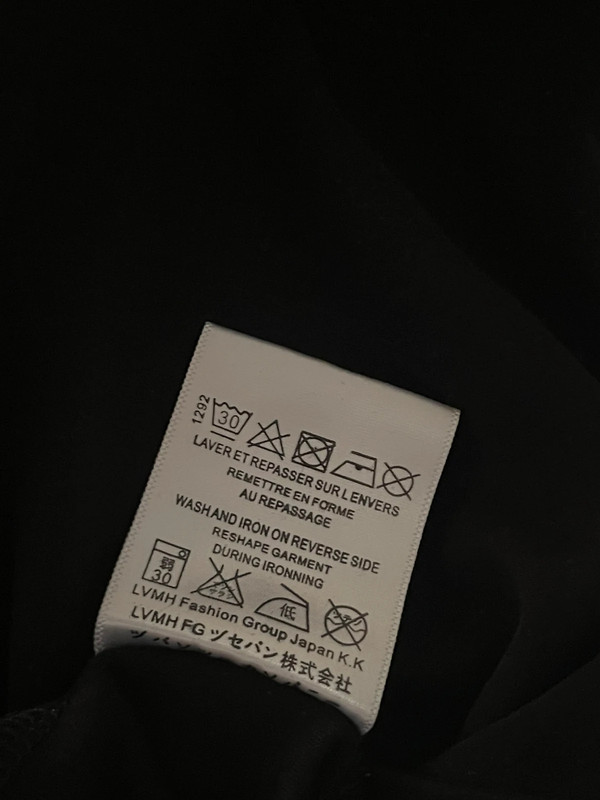 1292
30
LAVER ET REPASSER SUR L ENVERS
REMETTRE EN FORME
AU REPASSAGE
WASH AND IRON ON REVERSE SIDE
RESHAPE GARMENT
DURING IRONNING
30
低
LVMH Fashion Group Japan K.K
LVMH FG ツセパン株式会社